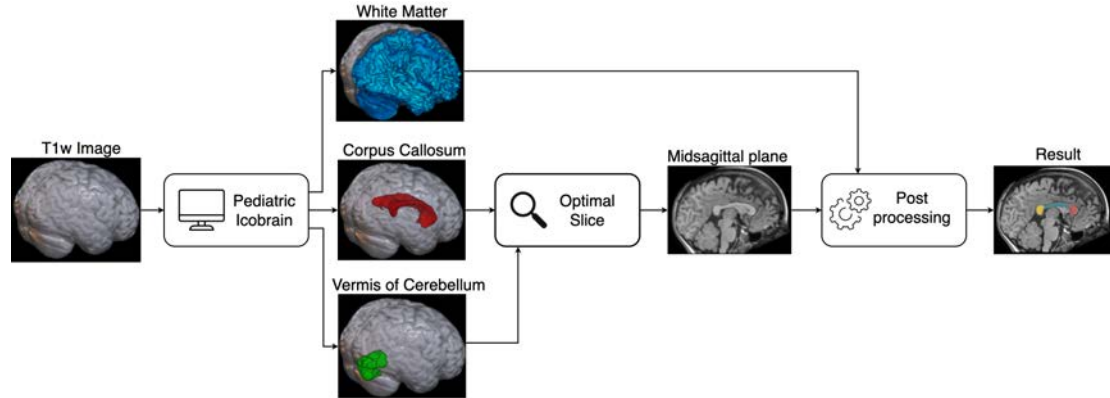 White Matter
T1w Image
Corpus Callosum
Midsagittal plane
Result
Pediatric
Icobrain
Optimal
Slice
Post
processing
Vermis of Cerebellum